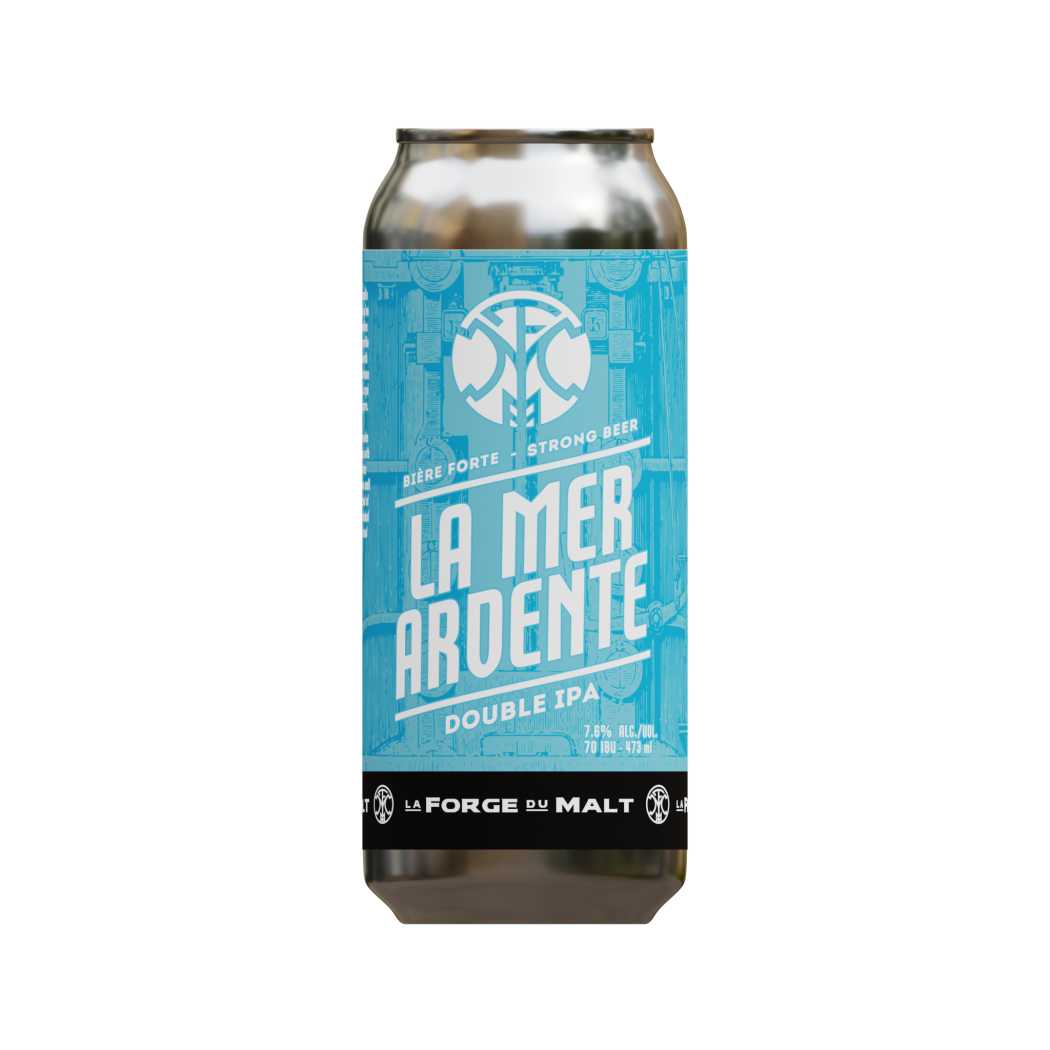 BIÈRE FORTE - STRONG BEER
LA MER
ARDENTE
DOUBLE IPA
7.6% ALC./VOL.
70 IBU - 473 ml
LA FORGE DU MALT